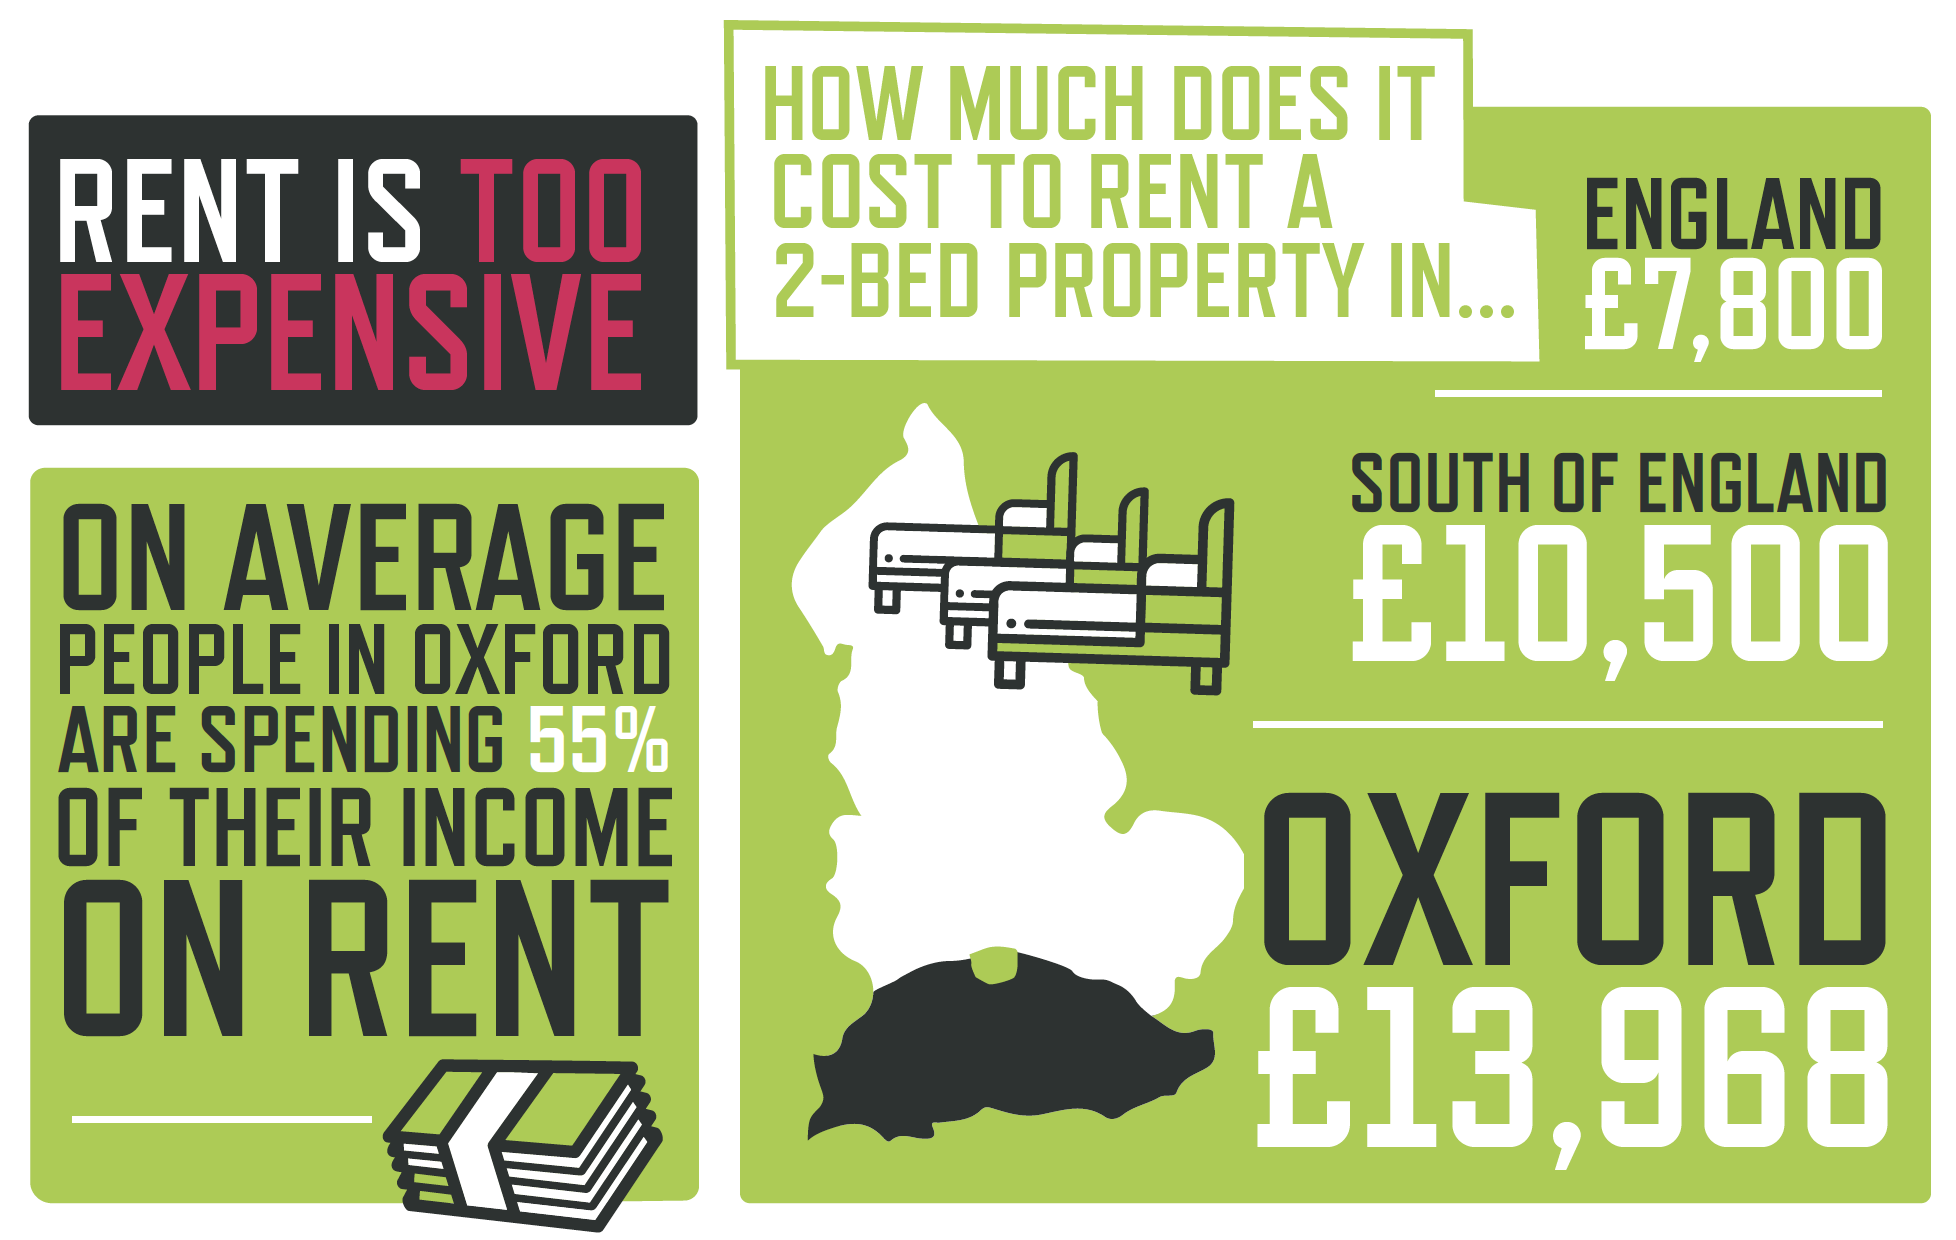 RENT IS TOO
EXPENSIVE
ON AVERAGE
PEOPLE IN OXFORD
ARE SPENDING 55%
OF THEIR INCOME
ON RENT
HOW MUCH DOES IT
COST TO RENT A
2-BED PROPERTY IN...
ENGLAND
£7,800
SOUTH OF ENGLAND
£10,500
OXFORD
£13,968